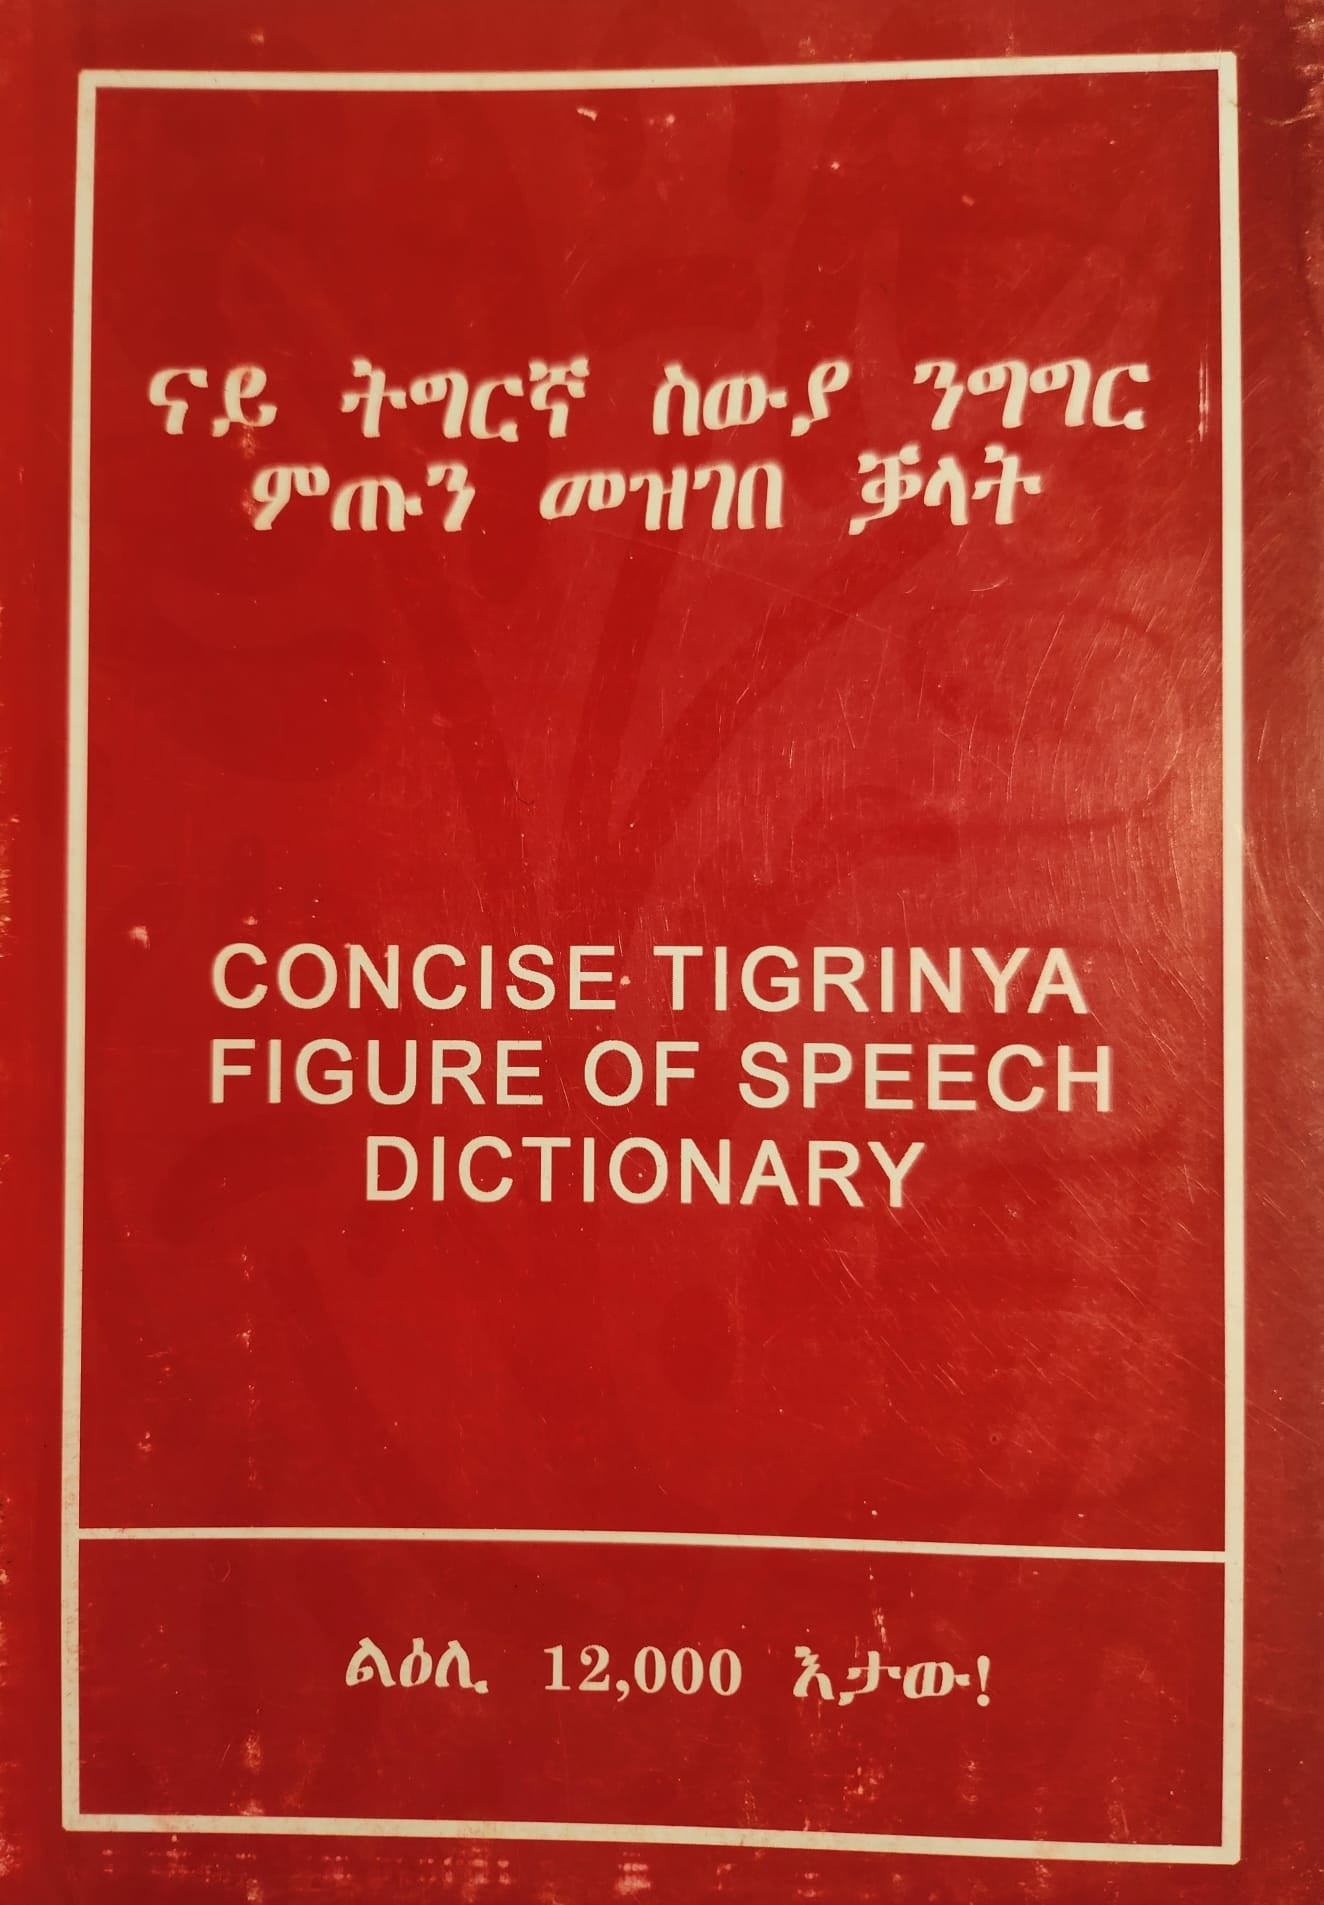 ናይ ትግርኛ ስውያ ንግግር
ምጡን መዝገበ ቓላት
CONCISE TIGRINYA
FIGURE OF SPEECH
DICTIONARY
ልዕሊ 12,000 እታው!